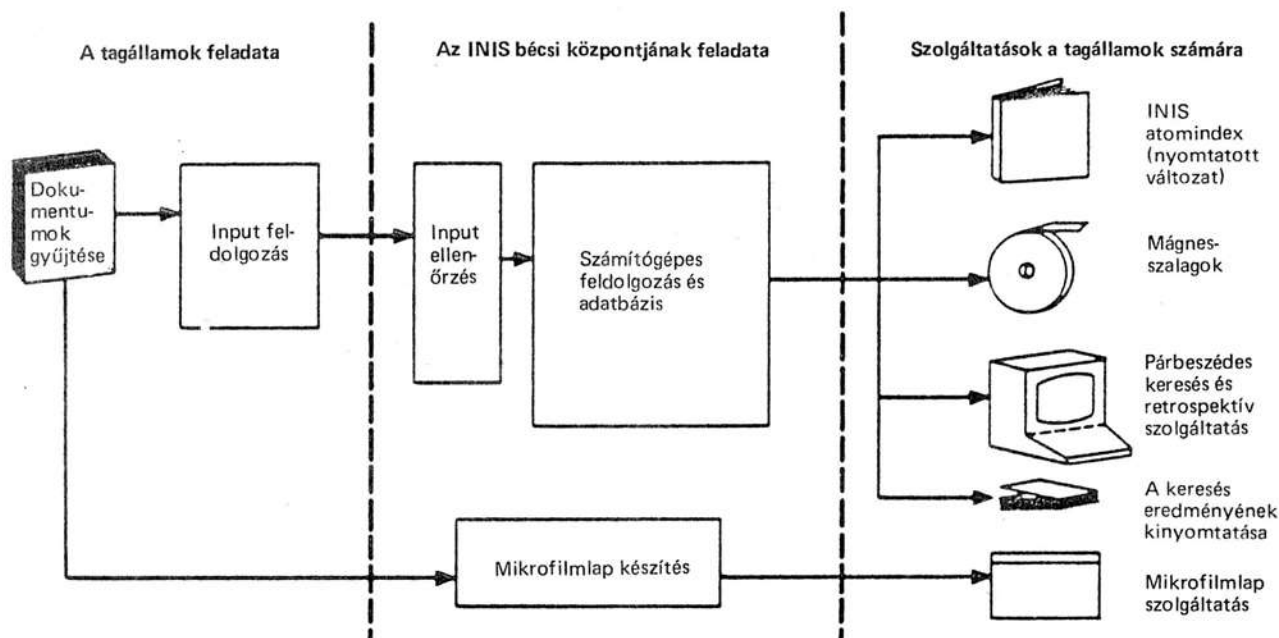 A tagállamok feladata
Az INIS bécsi központjának feladata
Szolgáltatások a tagállamok számára
Doku-
mentu-
mok
gyűjtése
Input fel-
dolgozás
Input
ellen-
őrzés
Számítógépes
feldolgozás és
adatbázis
INIS
atomindex
(nyomtatott
változat)
Mágnes-
szalagok
Párbeszédes
keresés és
retrospektív
szolgáltatás
A keresés
eredményének
kinyomtatása
Mikrofilmlap készítés
Mikrofilmlap
szolgáltatás